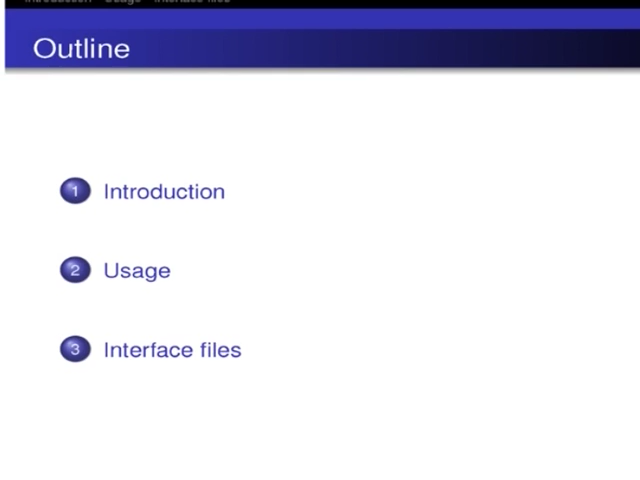 Introduction Usage Interface files
Outline
1 Introduction
2 Usage
3 Interface files